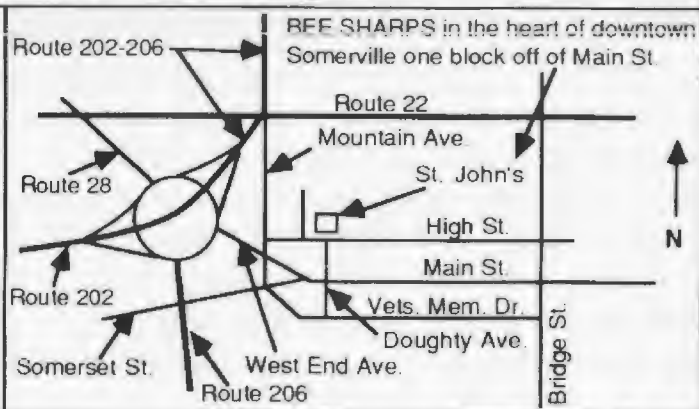 Route 202-206
BEE SHARPS in the heart of downtown
Somerville one block off of Main St.
Route 22
Mountain Ave.
St. John's
Route 28
High St.
N
Main St.
Route 202
Vets. Mem. Dr.
Doughty Ave.
Somerset St.
West End Ave.
Route 206
Bridge St.